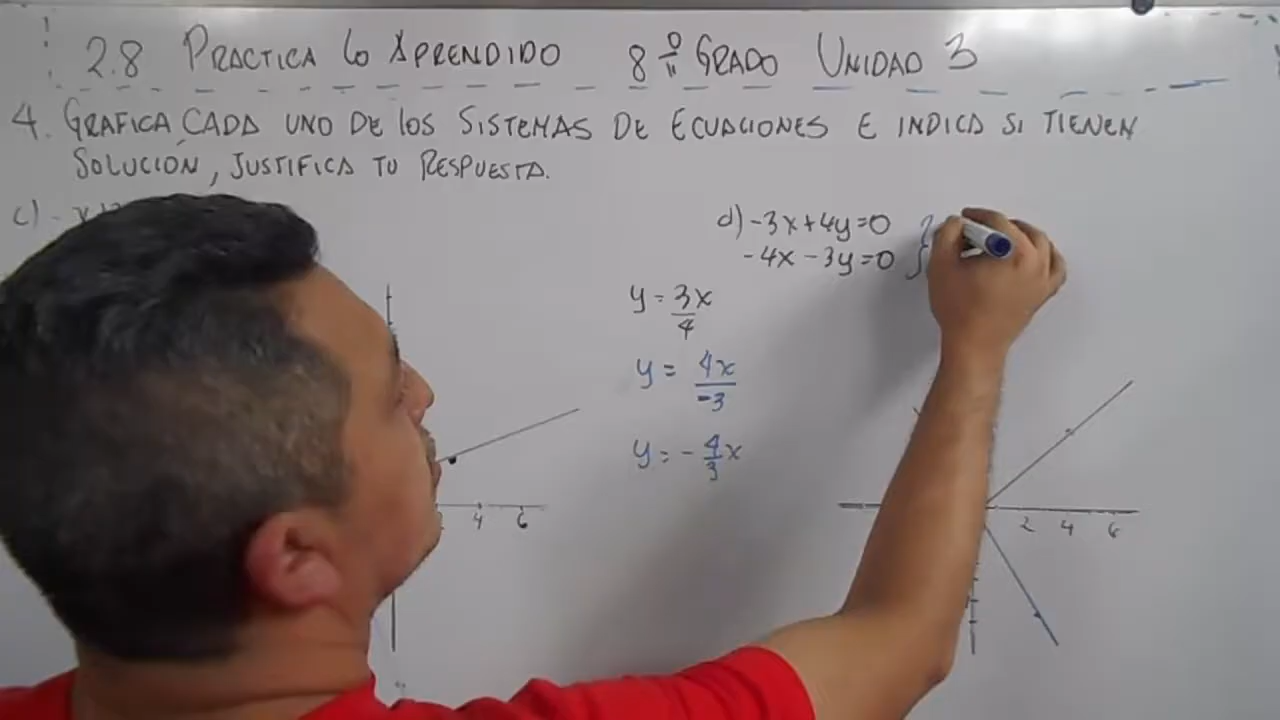 2.8 PRACTICA LO APRENDIDO 8º GRADO UNIDAD 3
4. GRAFICA CADA UNO DE LOS SISTEMAS DE ECUACIONES E INDICA SI TIENEN
SOLUCIÓN, JUSTIFICA TU RESPUESTA.
c) -x+
d) -3x+4y=0
-4x-3y=0
y = 3x/4
y = 4x/-3
y = -4/3x
4 6
2 4 6